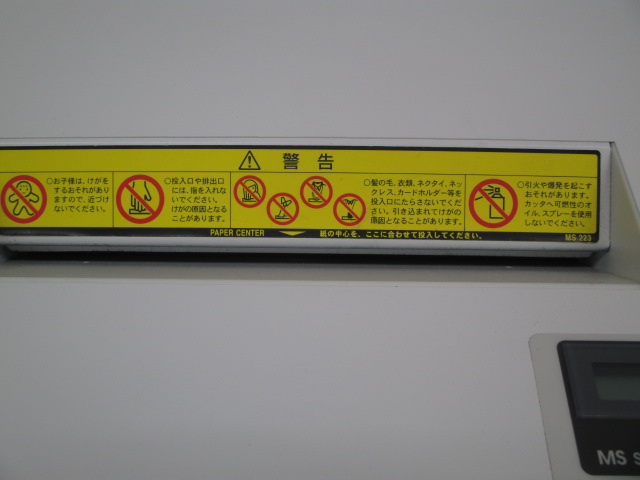 警告
○お子様は、けがを
するおそれがあり
ますので、近づけ
ないでください。
○投入口や排出口
には、指を入れな
いでください。
けがの原因となる
ことがあります。
○髪の毛、衣類、ネクタイ、ネッ
クレス、カードホルダー等を
投入口にたらさないでくだ
さい。引き込まれてけがの
原因となることがあります。
○引火や爆発を起こす
おそれがあります。
カッタへ可燃性のオ
イル、スプレーを使用
しないでください。
PAPER CENTER 紙の中心を、ここに合わせて投入してください。
MS.223
MS S